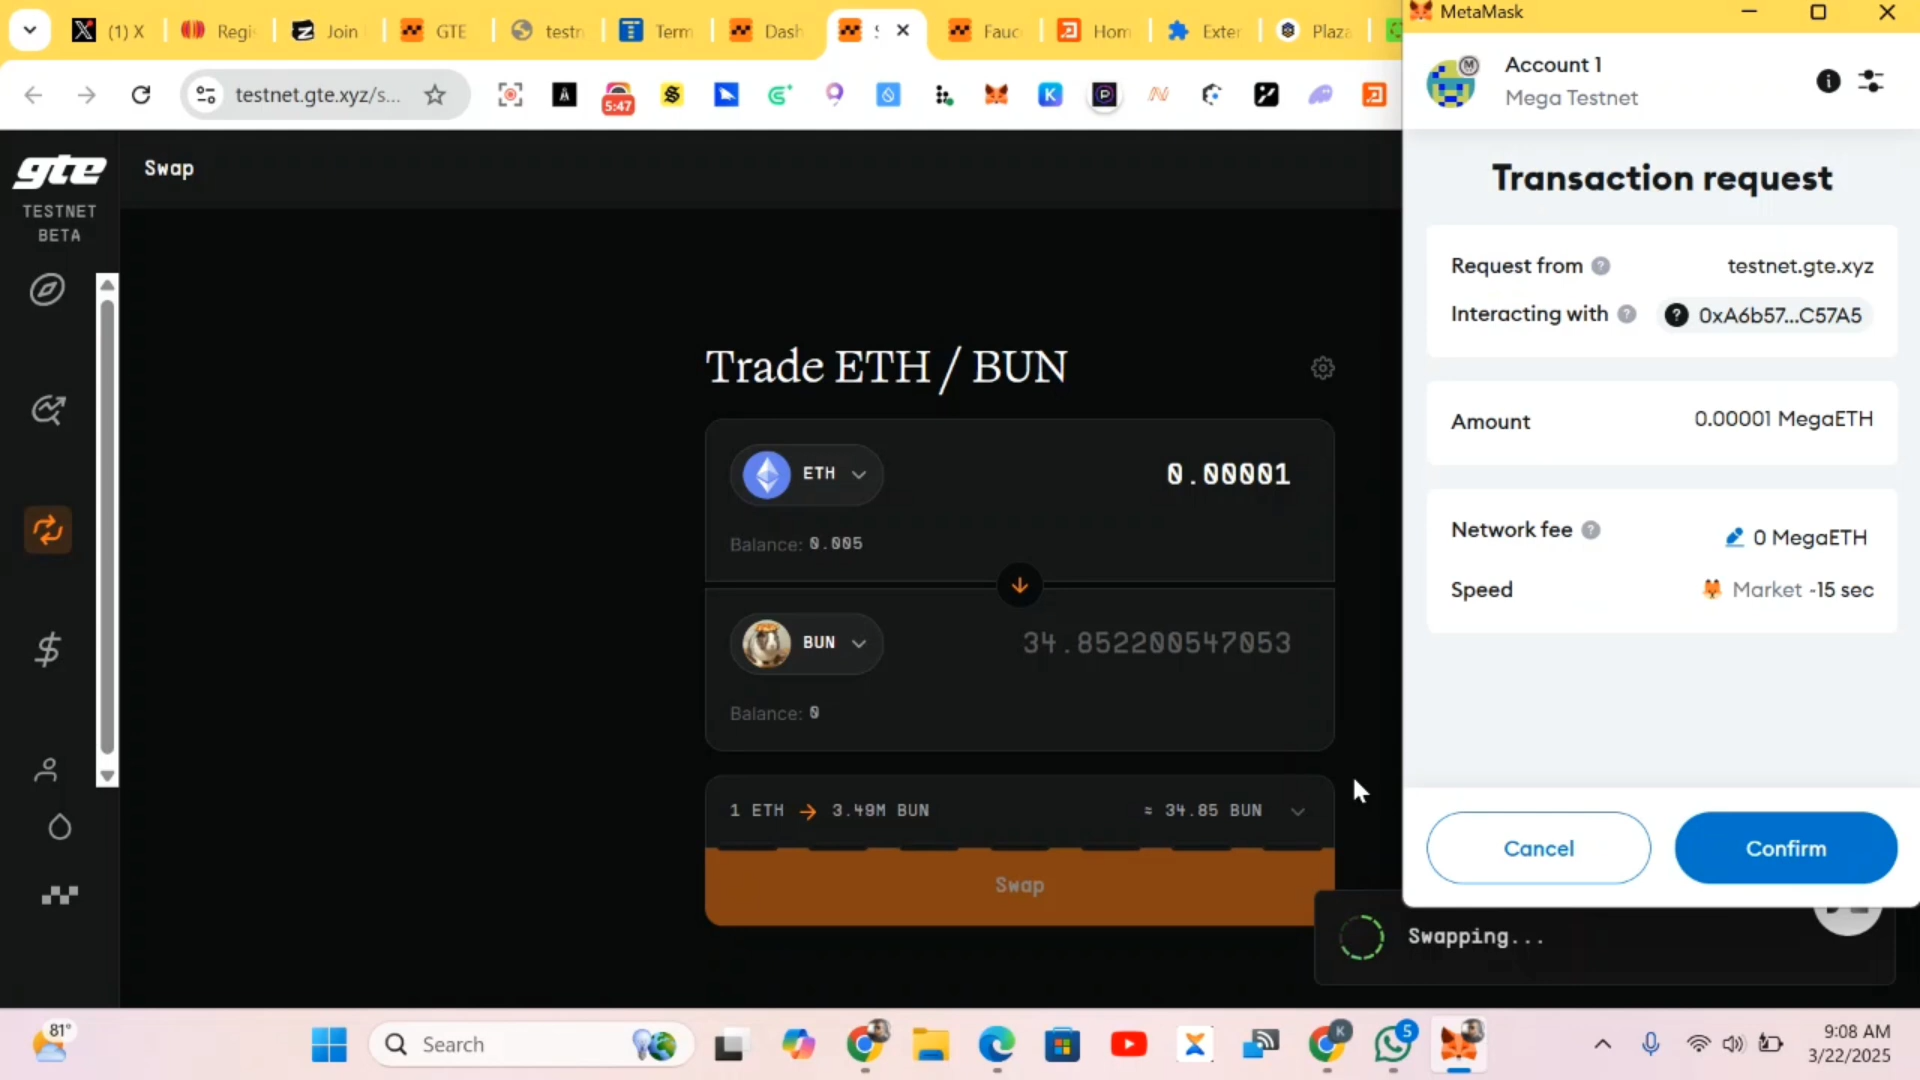 (1) X
Regi
Join
GTE
testn
Term
Dash
S
Fauc
Hom
Exter
Plaza
MetaMask
testnet.gte.xyz/s...
5:47
Account 1
Mega Testnet
gte
TESTNET
BETA
Swap
Transaction request
Request from
testnet.gte.xyz
Interacting with
0xA6b57...C57A5
Trade ETH / BUN
Amount
0.00001 MegaETH
ETH
0.00001
Balance: 0.005
Network fee
0 MegaETH
Speed
Market ~15 sec
BUN
34.852200547053
Balance: 0
1 ETH → 3.49M BUN
≈ 34.85 BUN
Swap
Cancel
Confirm
Swapping...
81°
Search
K
5
9:08 AM
3/22/2025